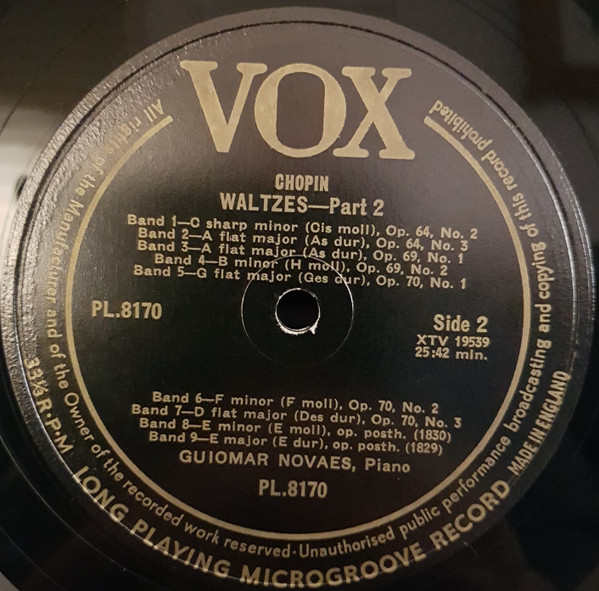 VOX
CHOPIN
WALTZES—Part 2
Band 1—C sharp minor (Cis moll), Op. 64, No. 2
Band 2—A flat major (As dur), Op. 64, No. 3
Band 3—A flat major (As dur), Op. 69, No. 1
Band 4—B minor (H moll), Op. 69, No. 2
Band 5—G flat major (Ges dur), Op. 70, No. 1
PL.8170
Side 2
XTV 19539
25:42 min.
Band 6—F minor (F moll), Op. 70, No. 2
Band 7—D flat major (Des dur), Op. 70, No. 3
Band 8—E minor (E moll), op. posth. (1830)
Band 9—E major (E dur), op. posth. (1829)
GUIOMAR NOVAES, Piano
PL.8170
All rights of the Manufacturer and of the Owner of the recorded work reserved · Unauthorised public performance broadcasting and copying of this record prohibited
33⅓ R·P·M LONG PLAYING MICROGROOVE RECORD MADE IN ENGLAND